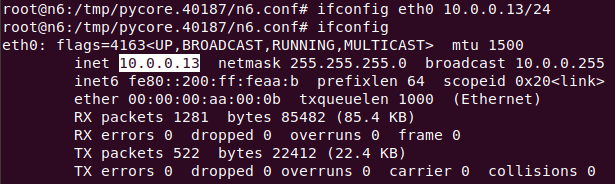 root@n6:/tmp/pycore.40187/n6.conf# ifconfig eth0 10.0.0.13/24
root@n6:/tmp/pycore.40187/n6.conf# ifconfig
eth0: flags=4163<UP,BROADCAST,RUNNING,MULTICAST>  mtu 1500
        inet 10.0.0.13  netmask 255.255.255.0  broadcast 10.0.0.255
        inet6 fe80::200:ff:feaa:b  prefixlen 64  scopeid 0x20<link>
        ether 00:00:00:aa:00:0b  txqueuelen 1000  (Ethernet)
        RX packets 1281  bytes 85482 (85.4 KB)
        RX errors 0  dropped 0  overruns 0  frame 0
        TX packets 522  bytes 22412 (22.4 KB)
        TX errors 0  dropped 0 overruns 0  carrier 0  collisions 0